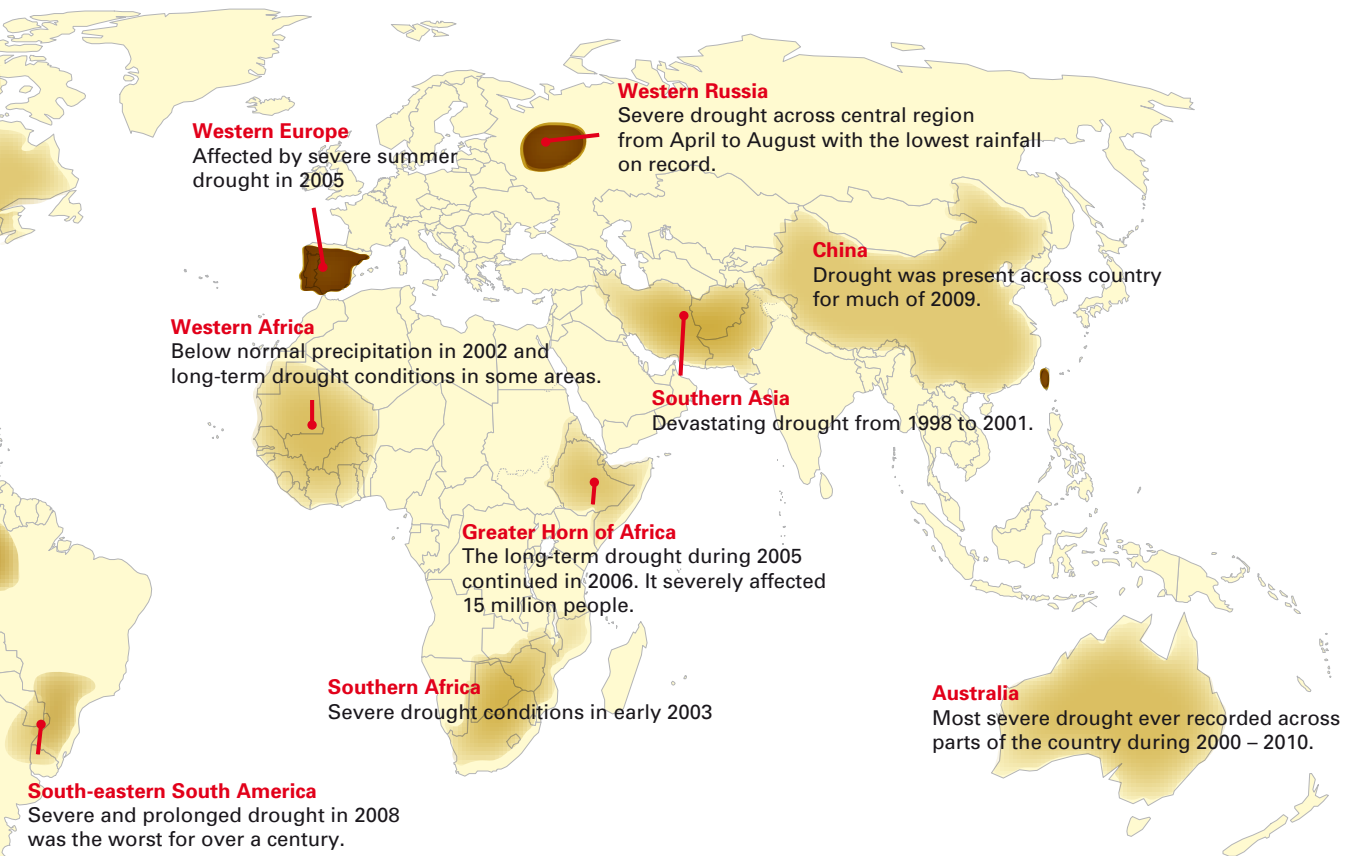 Western Russia
Severe drought across central region
from April to August with the lowest rainfall
on record.
Western Europe
Affected by severe summer
drought in 2005
China
Drought was present across country
for much of 2009.
Western Africa
Below normal precipitation in 2002 and
long-term drought conditions in some areas.
Southern Asia
Devastating drought from 1998 to 2001.
Greater Horn of Africa
The long-term drought during 2005
continued in 2006. It severely affected
15 million people.
Southern Africa
Severe drought conditions in early 2003
Australia
Most severe drought ever recorded across
parts of the country during 2000 – 2010.
South-eastern South America
Severe and prolonged drought in 2008
was the worst for over a century.